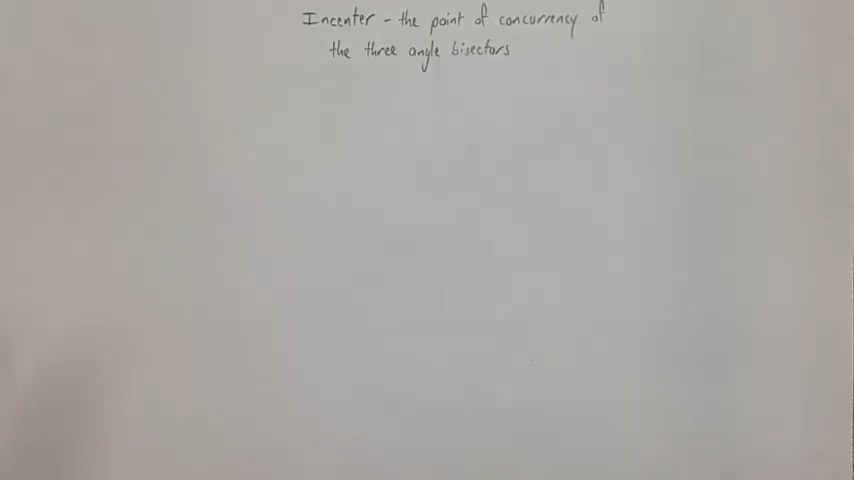 Incenter - the point of concurrency of
the three angle bisectors